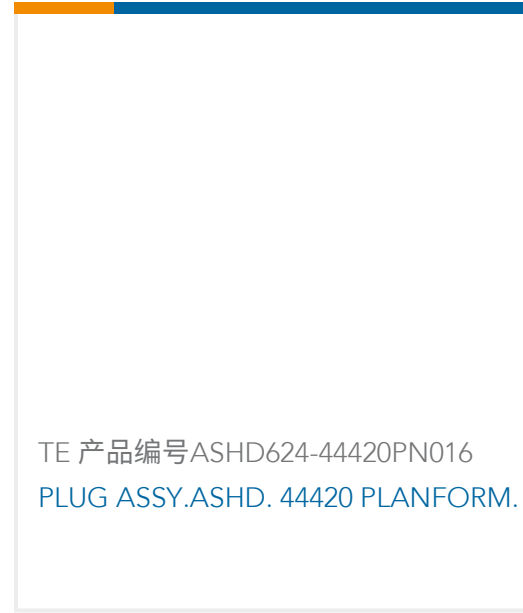 TE 产品编号ASHD624-44420PN016
PLUG ASSY.ASHD. 44420 PLANFORM.